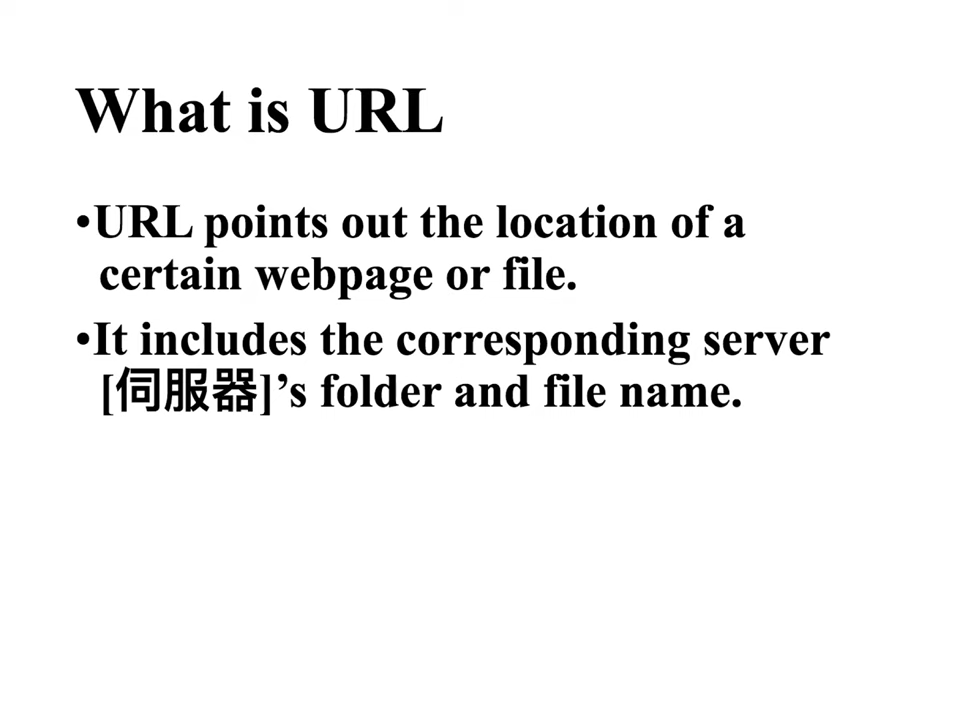 What is URL
•URL points out the location of a
certain webpage or file.
•It includes the corresponding server
[伺服器]’s folder and file name.